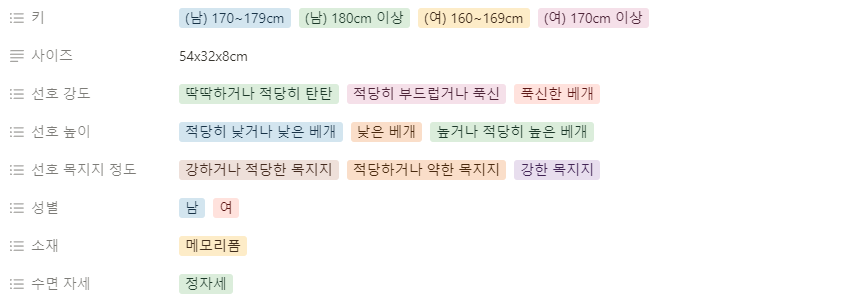 키 (남) 170~179cm (남) 180cm 이상 (여) 160~169cm (여) 170cm 이상
사이즈 54x32x8cm
선호 강도 딱딱하거나 적당히 탄탄 적당히 부드럽거나 푹신 푹신한 베개
선호 높이 적당히 낮거나 낮은 베개 낮은 베개 높거나 적당히 높은 베개
선호 목지지 정도 강하거나 적당한 목지지 적당하거나 약한 목지지 강한 목지지
성별 남 여
소재 메모리폼
수면 자세 정자세